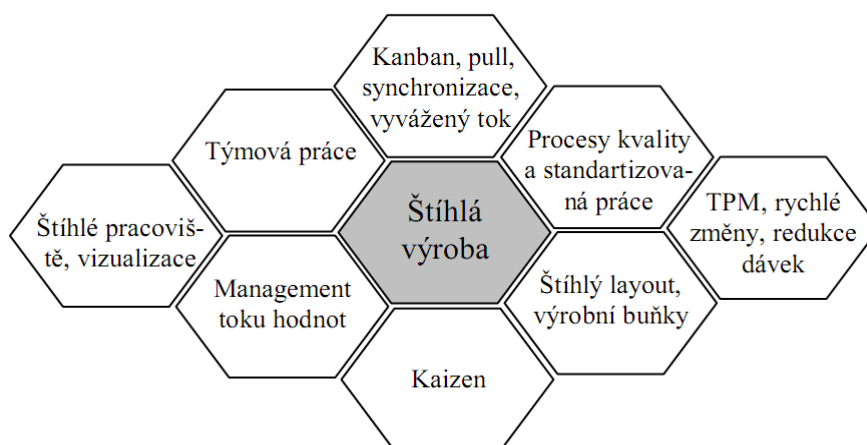 Kanban, pull,
synchronizace,
vyvážený tok
Týmová práce
Procesy kvality
a standartizova-
ná práce
Štíhlé pracoviš-
tě, vizualizace
Štíhlá
výroba
TPM, rychlé
změny, redukce
dávek
Management
toku hodnot
Štíhlý layout,
výrobní buňky
Kaizen